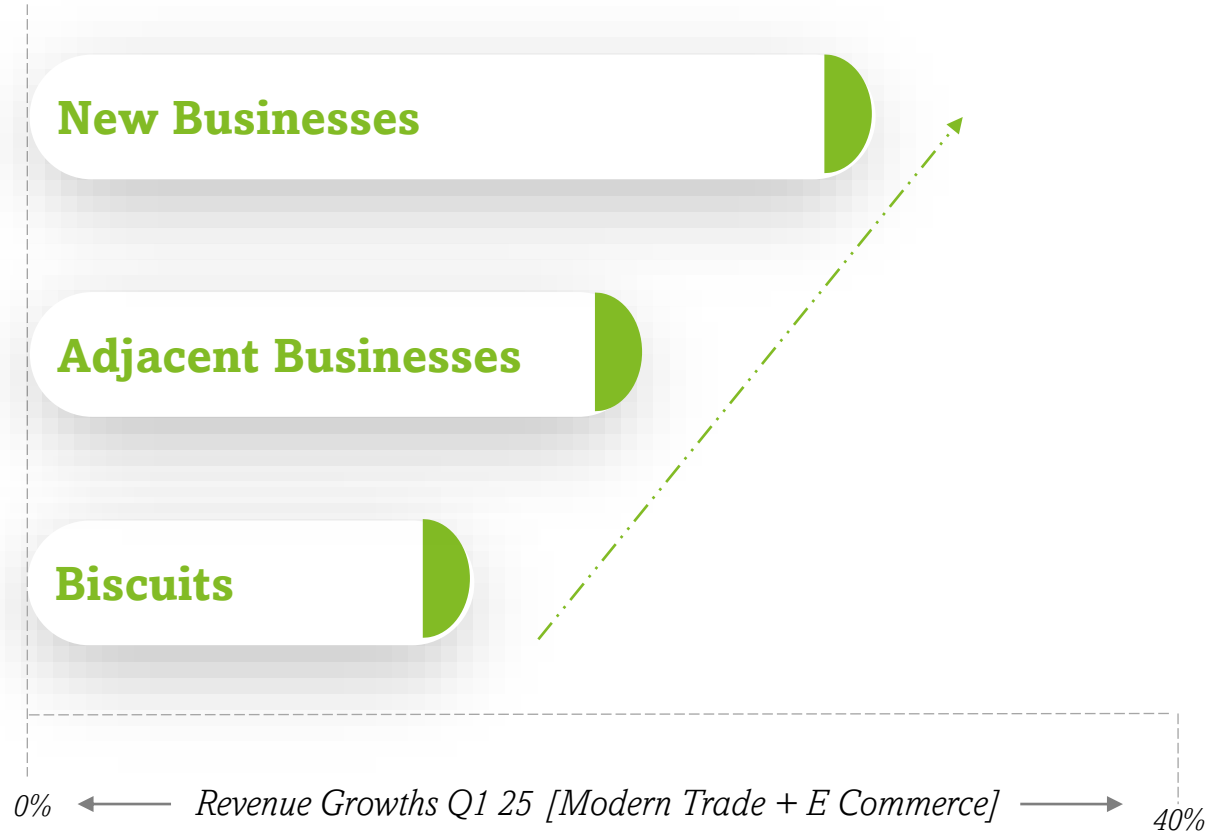 New Businesses
Adjacent Businesses
Biscuits
0%
Revenue Growths Q1 25 [Modern Trade + E Commerce]
40%